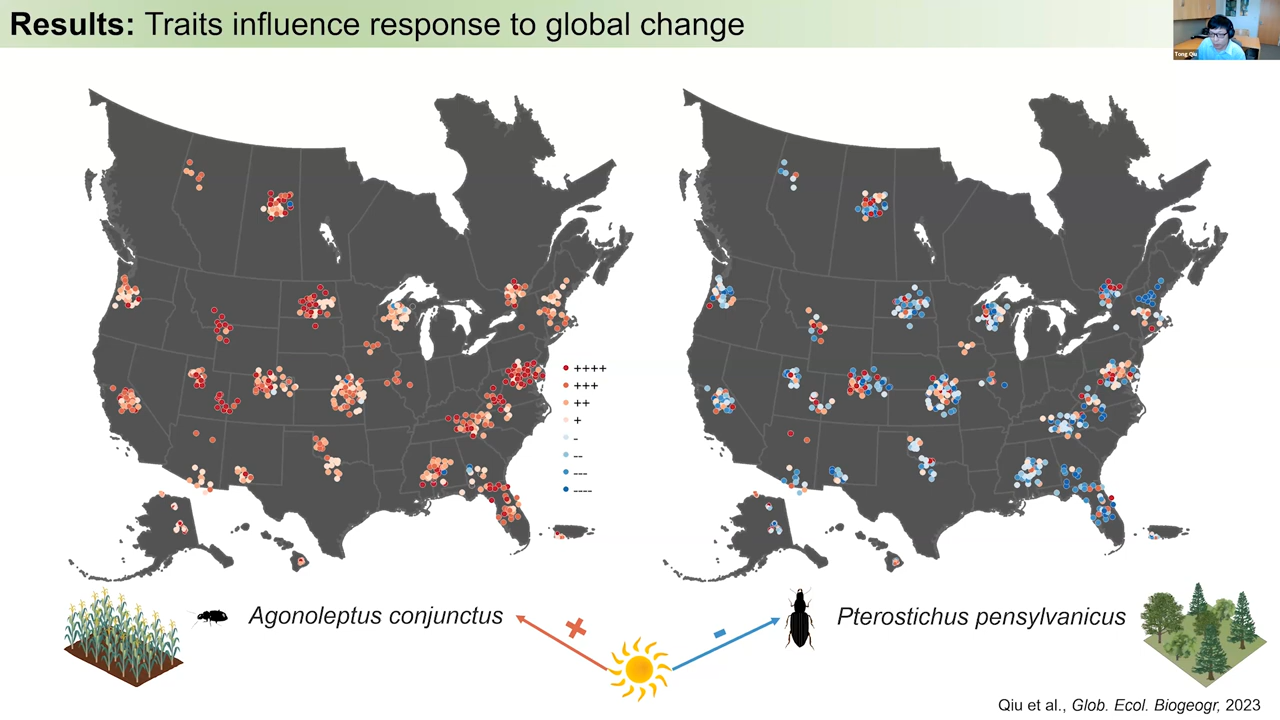 Results: Traits influence response to global change
Tong Qiu
++++
+++
++
+
-
--
---
----
Agonoleptus conjunctus
+
-
Pterostichus pensylvanicus
Qiu et al., Glob. Ecol. Biogeogr, 2023